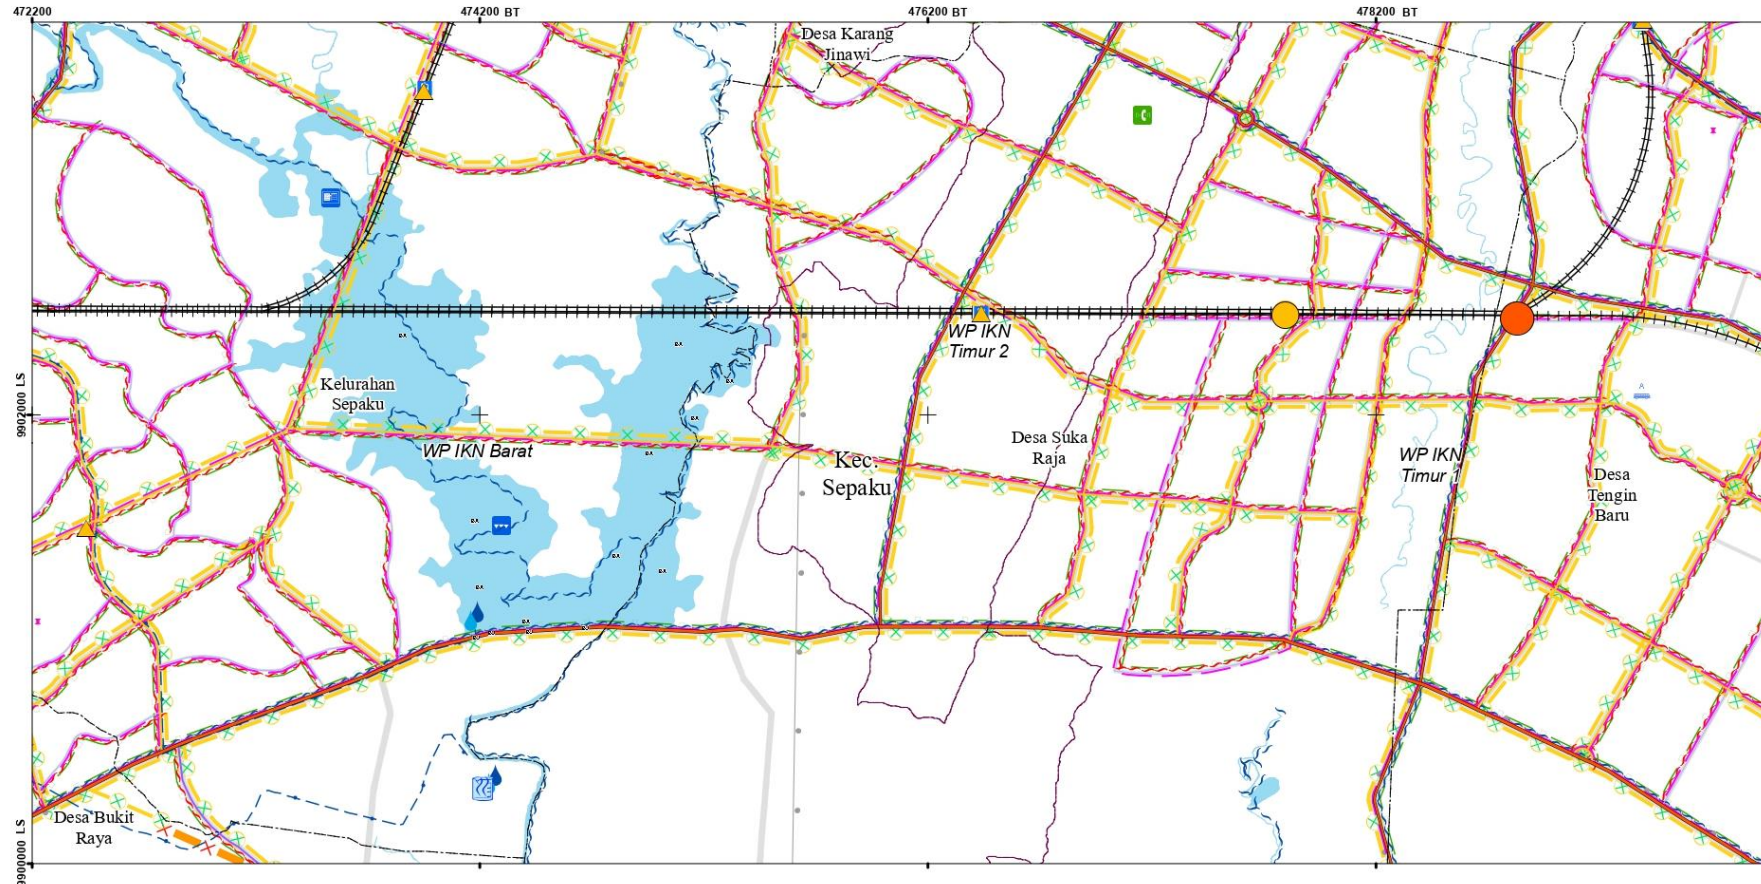 472200
474200 BT
476200 BT
478200 BT
Desa Karang
Jinawi
WP IKN
Timur 2
Kelurahan
Sepaku
9902000 LS
WP IKN Barat
Kec.
Sepaku
Desa Suka
Raja
WP IKN
Timur 1
Desa
Tengin
Baru
Desa Bukit
Raya
9900000 LS